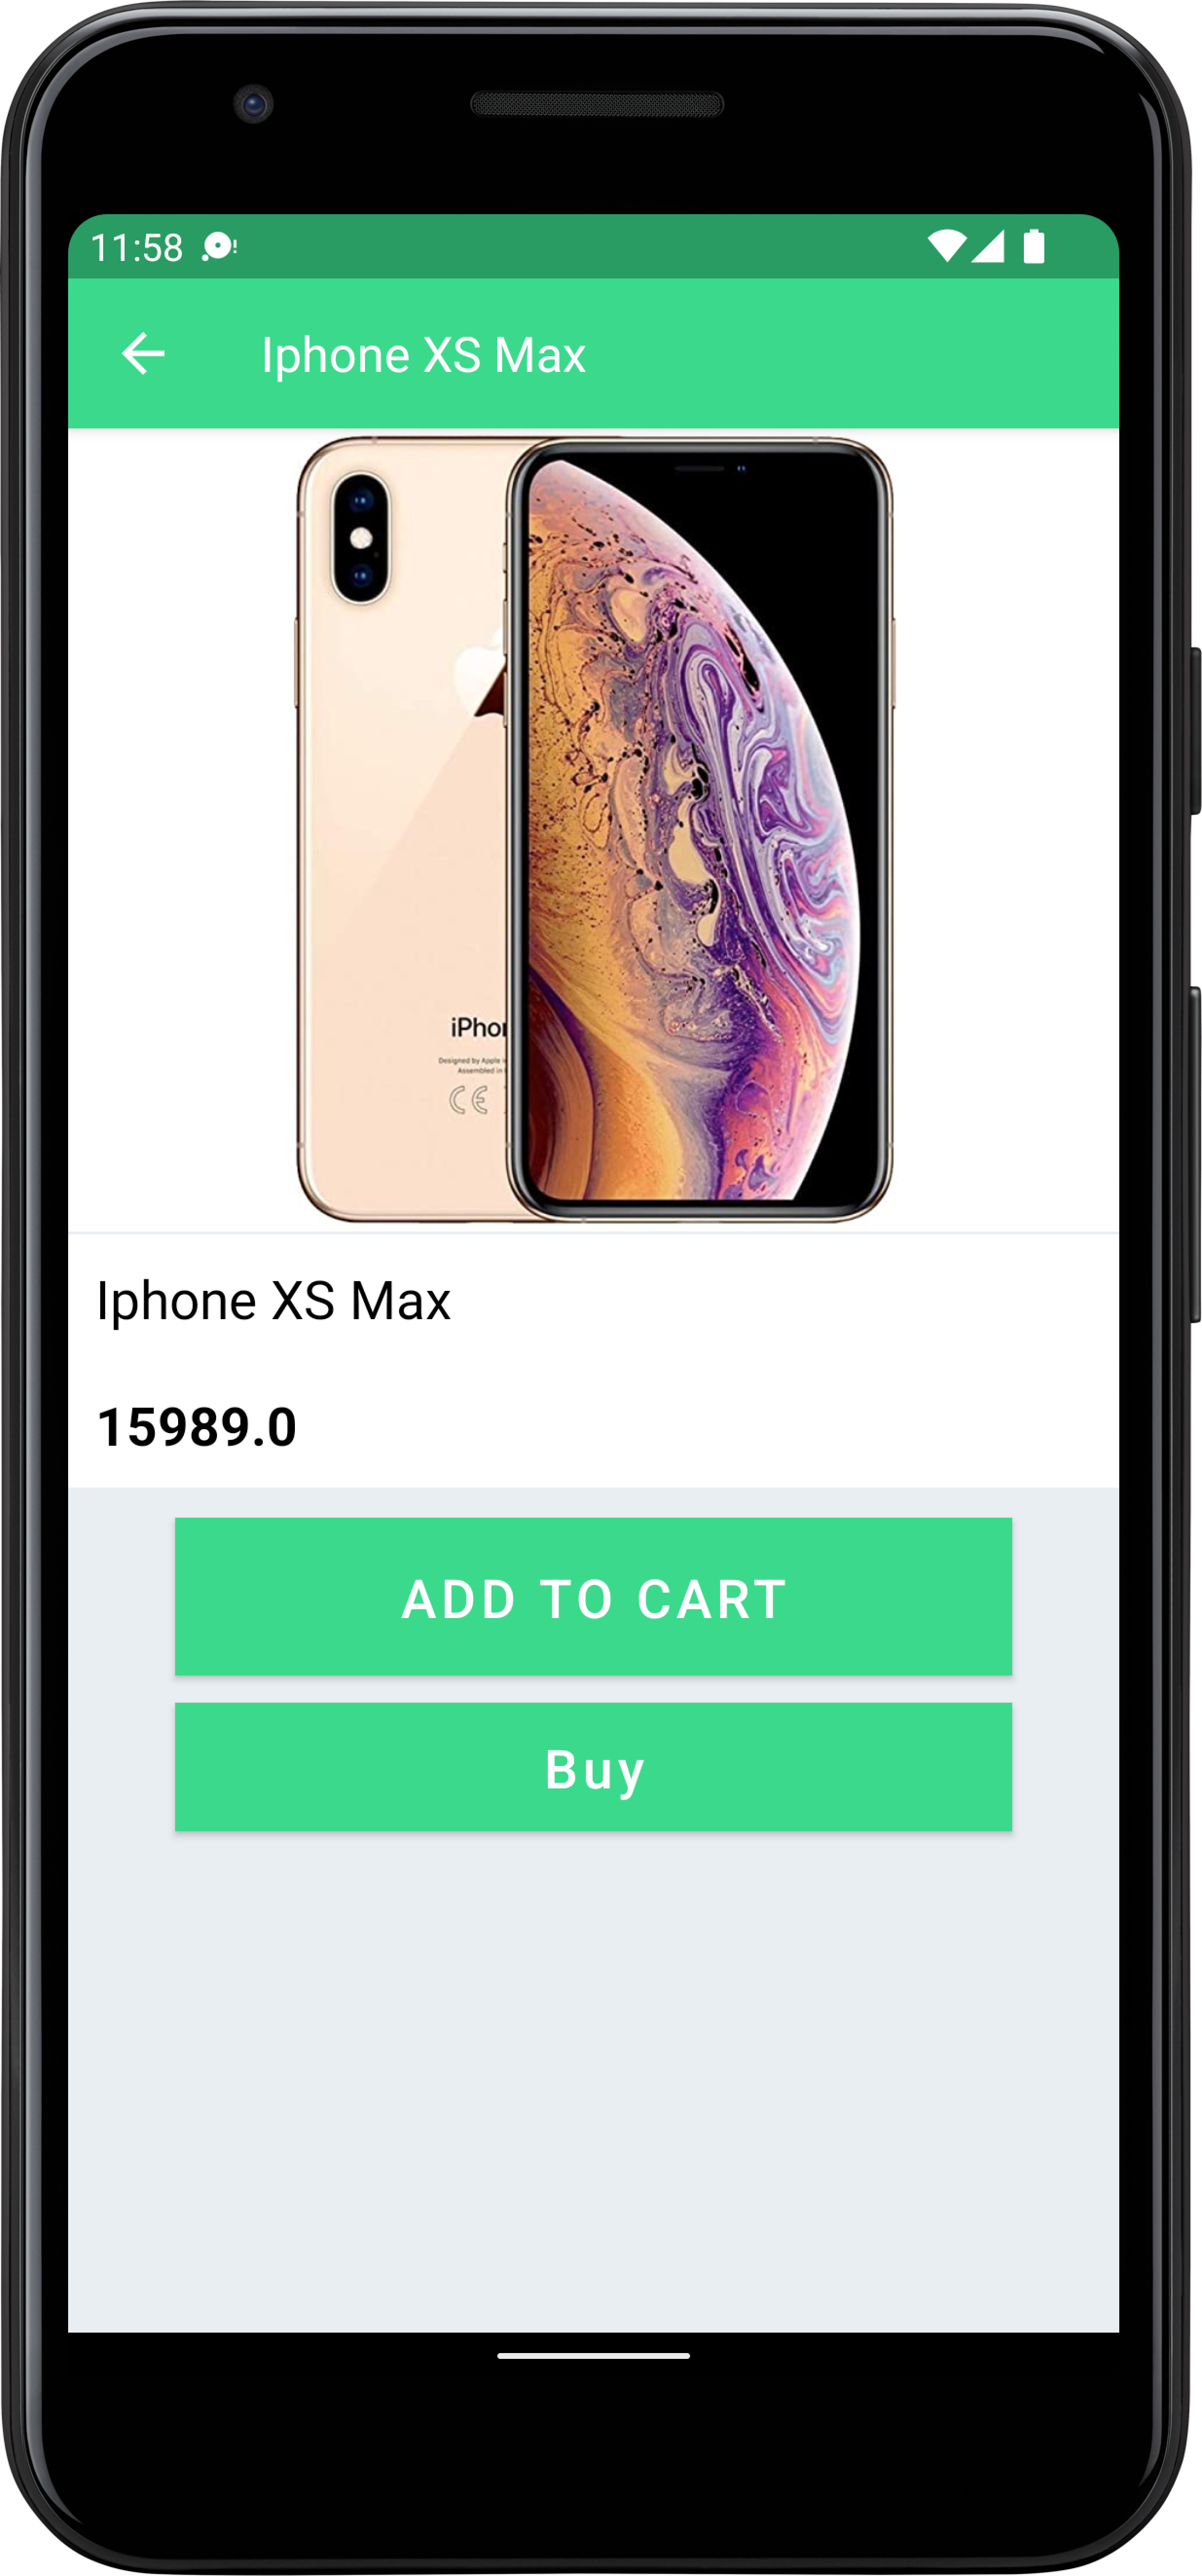 11:58
Iphone XS Max
iPhon
Designed by Apple i
Assembled in
CE
Iphone XS Max
15989.0
ADD TO CART
Buy